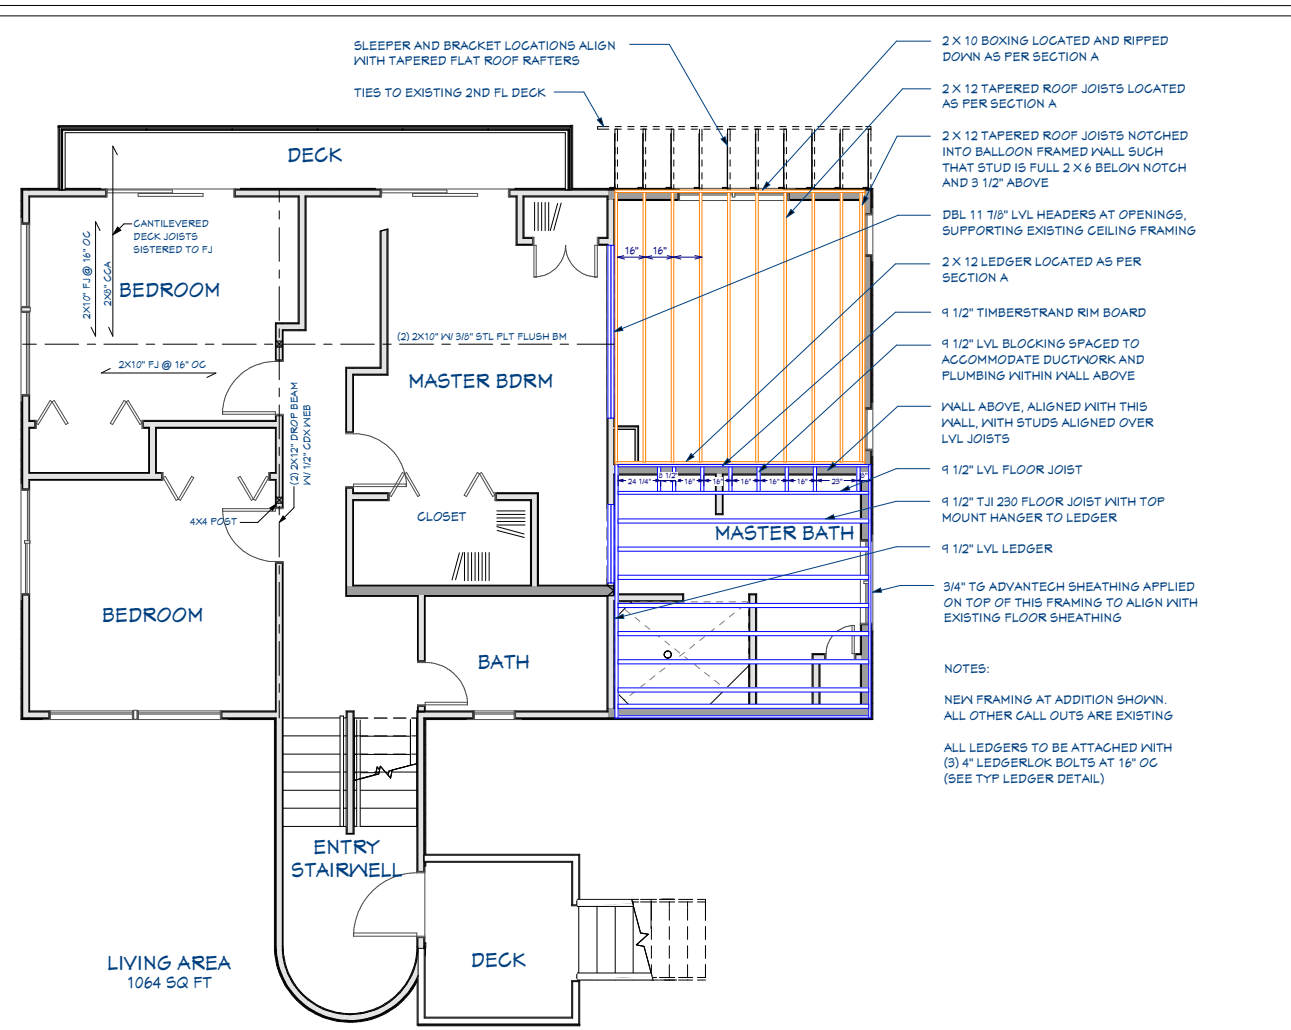 SLEEPER AND BRACKET LOCATIONS ALIGN
WITH TAPERED FLAT ROOF RAFTERS
TIES TO EXISTING 2ND FL DECK
2 X 10 BOXING LOCATED AND RIPPED
DOWN AS PER SECTION A
2 X 12 TAPERED ROOF JOISTS LOCATED
AS PER SECTION A
2 X 12 TAPERED ROOF JOISTS NOTCHED
INTO BALLOON FRAMED WALL SUCH
THAT STUD IS FULL 2 X 6 BELOW NOTCH
AND 3 1/2" ABOVE
DBL 11 7/8" LVL HEADERS AT OPENINGS,
SUPPORTING EXISTING CEILING FRAMING
2 X 12 LEDGER LOCATED AS PER
SECTION A
9 1/2" TIMBERSTRAND RIM BOARD
9 1/2" LVL BLOCKING SPACED TO
ACCOMMODATE DUCTWORK AND
PLUMBING WITHIN WALL ABOVE
WALL ABOVE, ALIGNED WITH THIS
WALL, WITH STUDS ALIGNED OVER
LVL JOISTS
9 1/2" LVL FLOOR JOIST
9 1/2" TJI 230 FLOOR JOIST WITH TOP
MOUNT HANGER TO LEDGER
9 1/2" LVL LEDGER
3/4" TG ADVANTECH SHEATHING APPLIED
ON TOP OF THIS FRAMING TO ALIGN WITH
EXISTING FLOOR SHEATHING
NOTES:
NEW FRAMING AT ADDITION SHOWN.
ALL OTHER CALL OUTS ARE EXISTING
ALL LEDGERS TO BE ATTACHED WITH
(3) 4" LEDGERLOK BOLTS AT 16" OC
(SEE TYP LEDGER DETAIL)
DECK
CANTILEVERED
DECK JOISTS
SISTERED TO FJ
2X10" FJ @ 16" OC
2X8" CCA
BEDROOM
2X10" FJ @ 16" OC
(2) 2X10" W/ 3/8" STL PLT FLUSH BM
MASTER BDRM
(2) 2X12" DROP BEAM
W/ 1/2" CDX WEB
16" 16"
24 1/4" 5 1/2" 16" 16" 16" 16" 23" 3"
4X4 POST
CLOSET
MASTER BATH
BEDROOM
BATH
ENTRY
STAIRWELL
DECK
LIVING AREA
1064 SQ FT